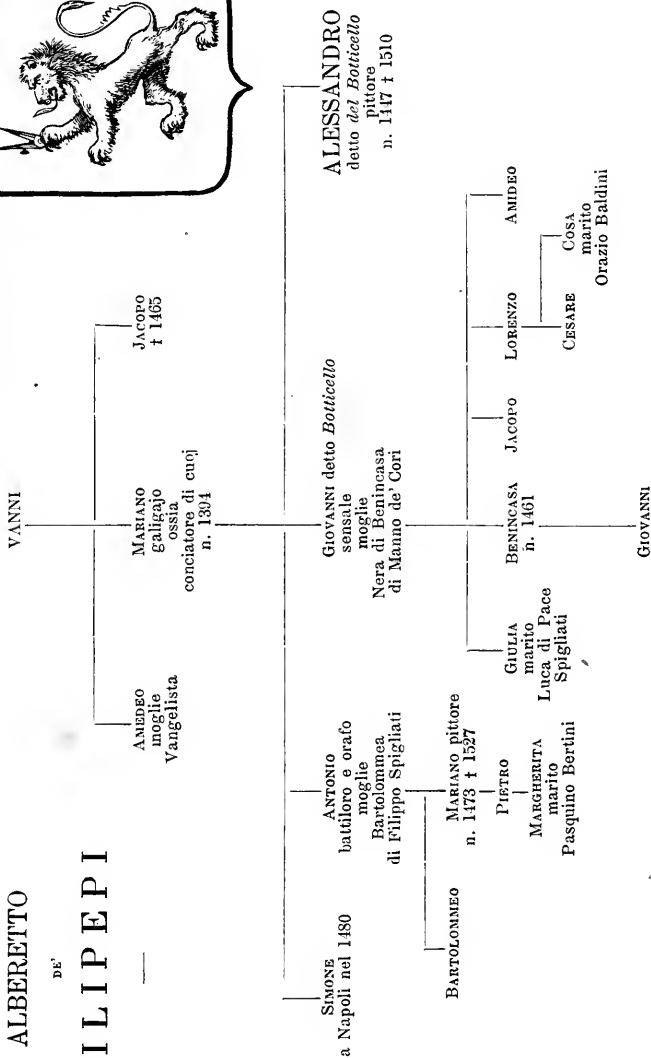 ALBERETTO
DE'
ILIPEPI
VANNI
AMEDEO
moglie
Vangelista
MARIANO
galigajo
ossia
conciatore di cuoj
n. 1394
JACOPO
† 1465
SIMONE
a Napoli nel 1480
ANTONIO
battiloro e orafo
moglie
Bartolommea
di Filippo Spigliati
GIOVANNI detto Botticello
sensale
moglie
Nera di Benincasa
di Manno de' Cori
ALESSANDRO
detto del Botticello
pittore
n. 1447 † 1510
BARTOLOMMEO
MARIANO pittore
n. 1473 † 1527
PIETRO
MARGHERITA
marito
Pasquino Bertini
GIULIA
marito
Luca di Pace
Spigliati
BENINCASA
n. 1461
JACOPO
LORENZO
AMIDEO
CESARE
COSA
marito
Orazio Baldini
GIOVANNI